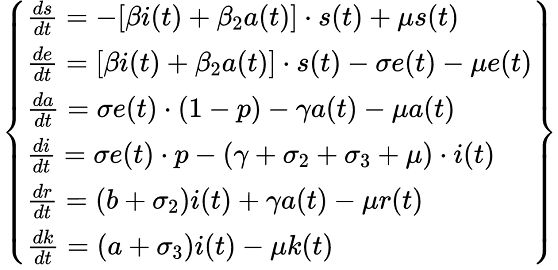 ds/dt = −[βi(t) + β₂a(t)] · s(t) + μs(t)
de/dt = [βi(t) + β₂a(t)] · s(t) − σe(t) − μe(t)
da/dt = σe(t) · (1 − p) − γa(t) − μa(t)
di/dt = σe(t) · p − (γ + σ₂ + σ₃ + μ) · i(t)
dr/dt = (b + σ₂)i(t) + γa(t) − μr(t)
dk/dt = (a + σ₃)i(t) − μk(t)